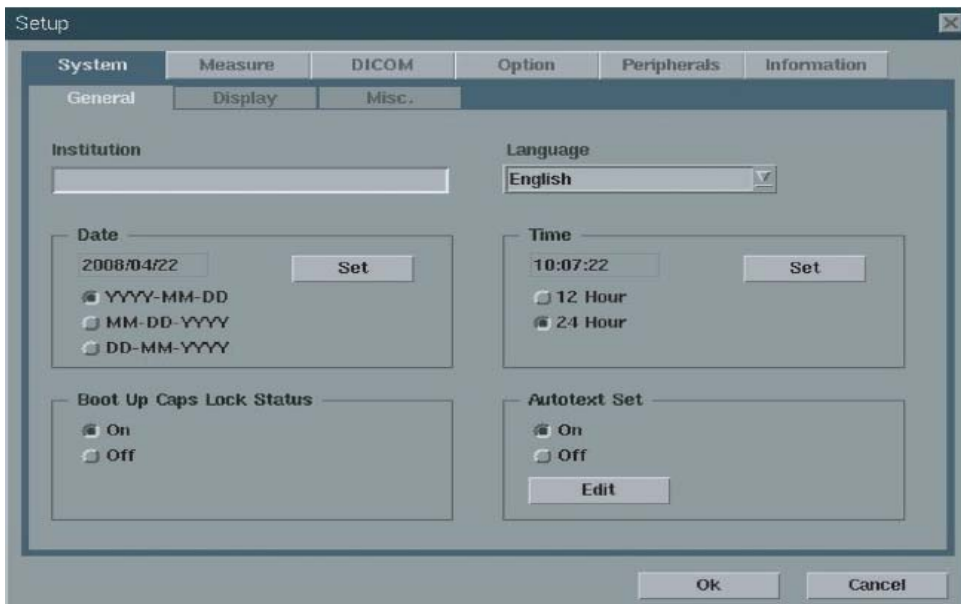 Setup
System Measure DICOM Option Peripherals Information
General Display Misc.
Institution
Language
English
Date
2008/04/22 Set
YYYY-MM-DD
MM-DD-YYYY
DD-MM-YYYY
Time
10:07:22 Set
12 Hour
24 Hour
Boot Up Caps Lock Status
On
Off
Autotext Set
On
Off
Edit
Ok Cancel